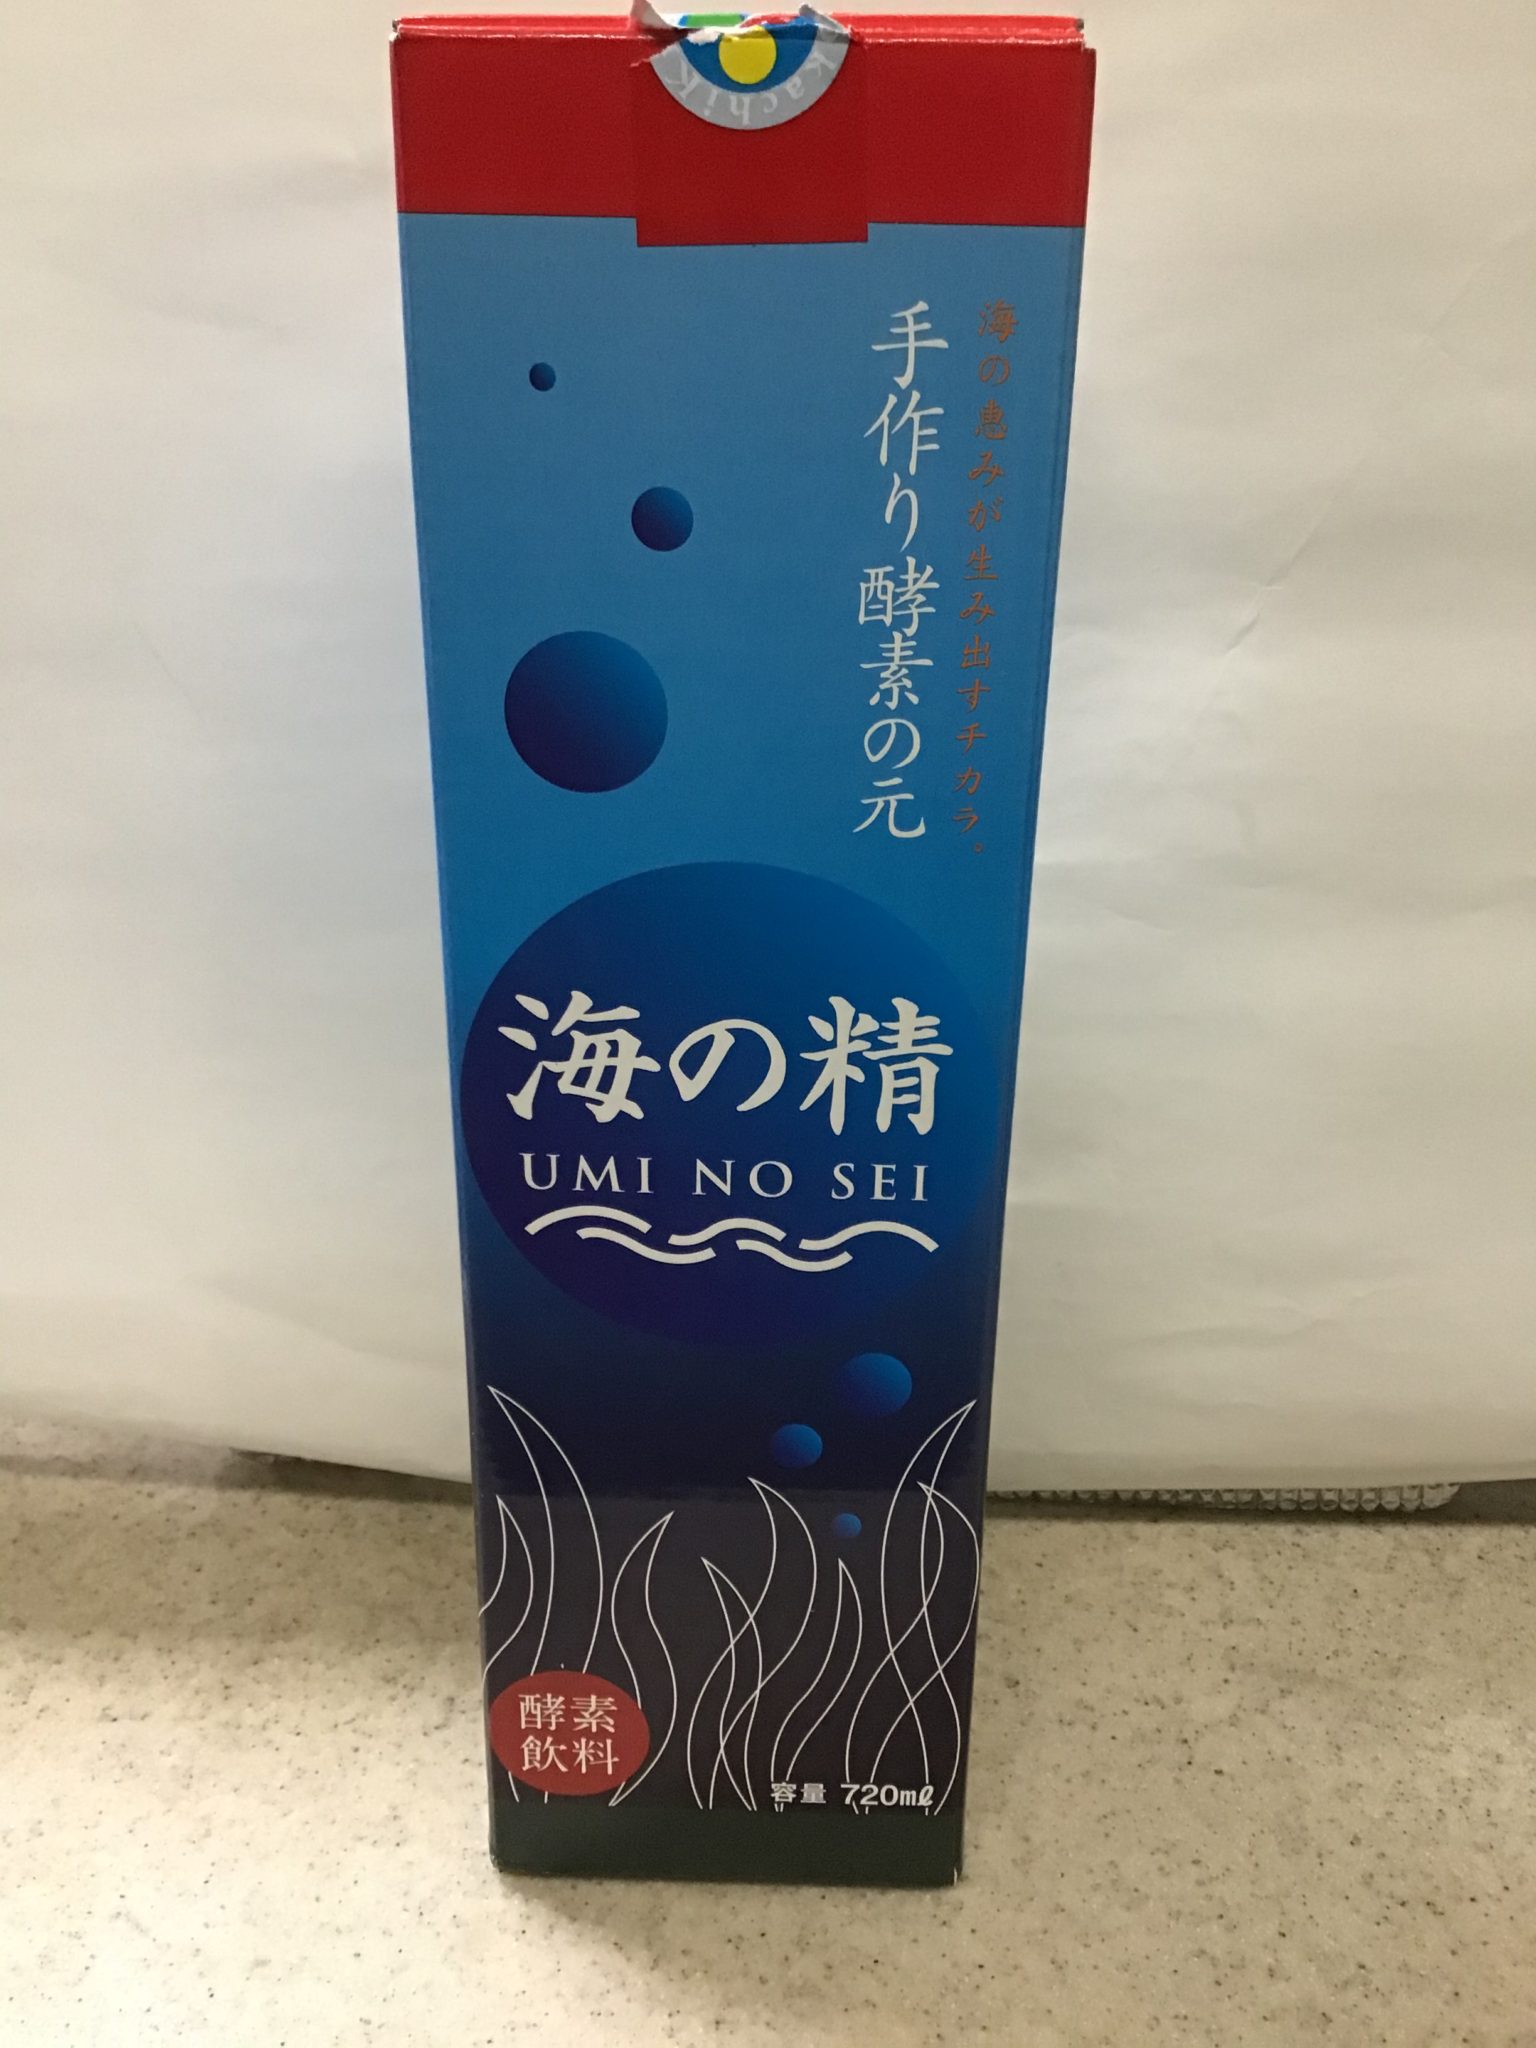 kachik
海の恵みが生み出すチカラ。
手作り酵素の元
海の精
UMI NO SEI
酵素
飲料
容量 720mℓ